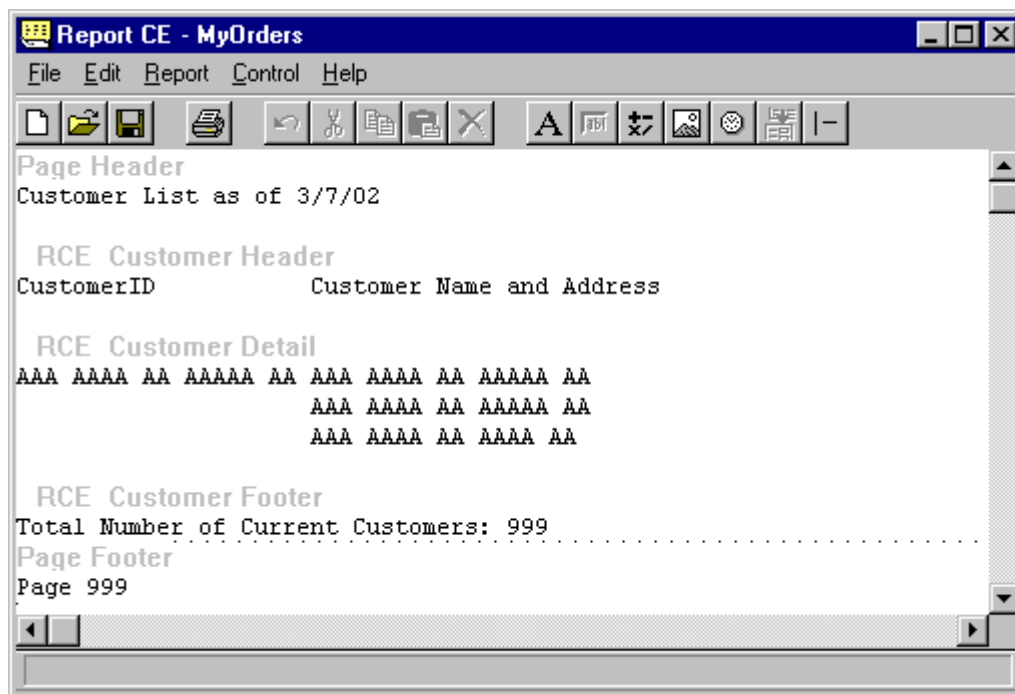 Report CE - MyOrders
File Edit Report Control Help
A abl
Page Header
Customer List as of 3/7/02
RCE Customer Header
CustomerID Customer Name and Address
RCE Customer Detail
AAA AAAA AA AAAAA AA AAA AAAA AA AAAAA AA
AAA AAAA AA AAAAA AA
AAA AAAA AA AAAA AA
RCE Customer Footer
Total Number of Current Customers: 999
Page Footer
Page 999